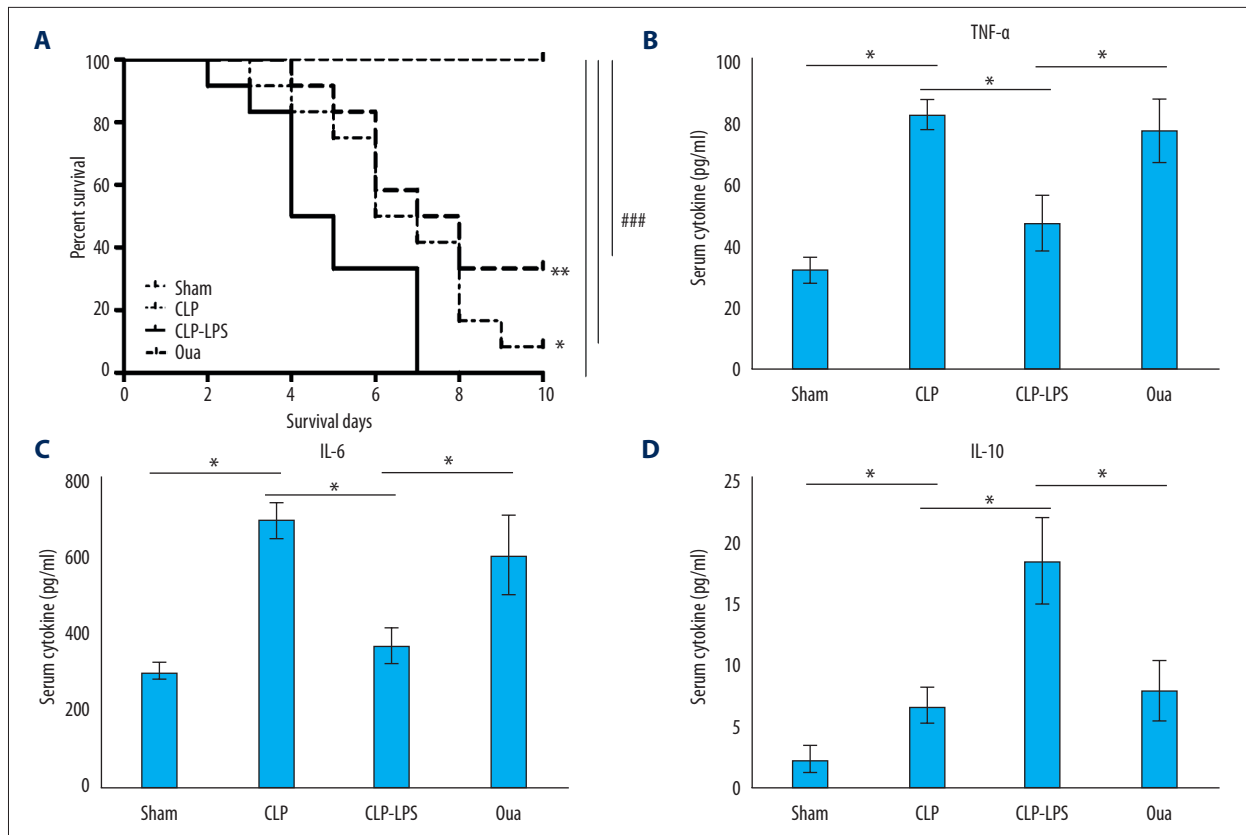 A
100
80
60
40
20
0
Percent survival
Sham
CLP
CLP-LPS
Oua
**
*
###
0 2 4 6 8 10
Survival days
B
TNF-α
* * *
100
80
60
40
20
0
Serum cytokine (pg/ml)
Sham CLP CLP-LPS Oua
C
IL-6
* * *
800
600
400
200
0
Serum cytokine (pg/ml)
Sham CLP CLP-LPS Oua
D
IL-10
* * *
25
20
15
10
5
0
Serum cytokine (pg/ml)
Sham CLP CLP-LPS Oua